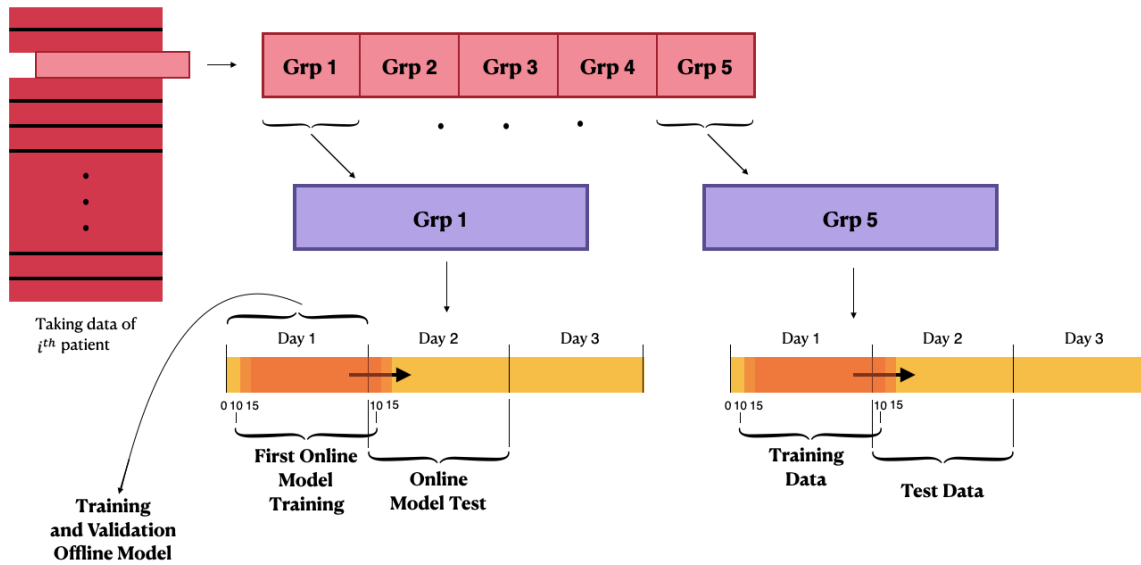 Grp 1 Grp 2 Grp 3 Grp 4 Grp 5
Grp 1
Grp 5
Taking data of
i^th patient
Day 1 Day 2 Day 3
0 10 15 10 15
First Online
Model
Training
Online
Model Test
Training
and Validation
Offline Model
Day 1 Day 2 Day 3
0 10 15 10 15
Training
Data
Test Data